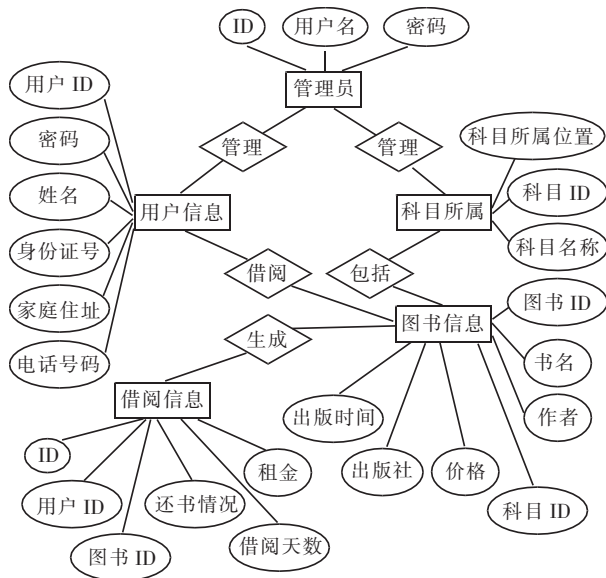 ID
用户名
密码
管理员
用户 ID
密码
姓名
身份证号
家庭住址
电话号码
管理
管理
科目所属位置
科目 ID
科目名称
用户信息
科目所属
借阅
包括
图书 ID
书名
作者
科目 ID
图书信息
生成
借阅信息
出版时间
出版社
价格
ID
用户 ID
图书 ID
还书情况
租金
借阅天数